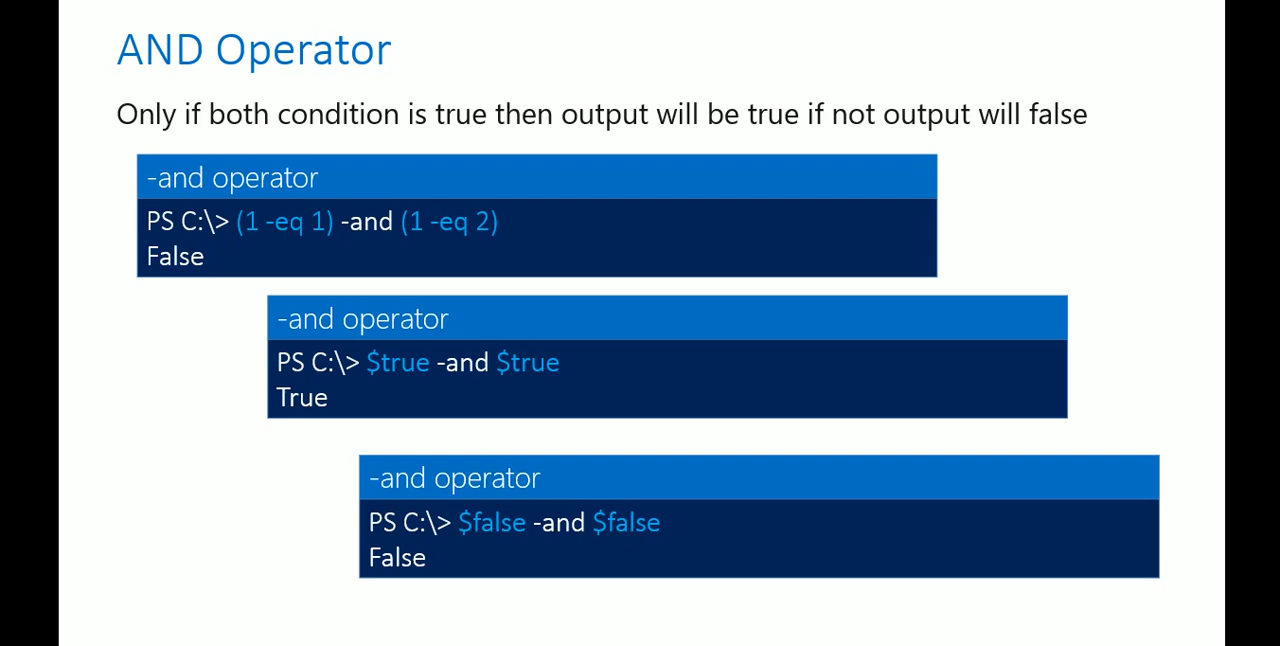 AND Operator
Only if both condition is true then output will be true if not output will false
-and operator
PS C:\> (1 -eq 1) -and (1 -eq 2)
False
-and operator
PS C:\> $true -and $true
True
-and operator
PS C:\> $false -and $false
False